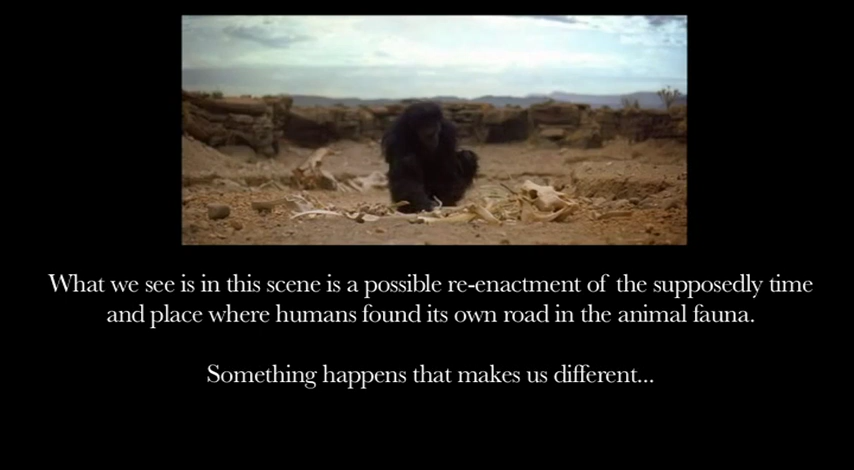 What we see is in this scene is a possible re-enactment of the supposedly time
and place where humans found its own road in the animal fauna.
Something happens that makes us different...